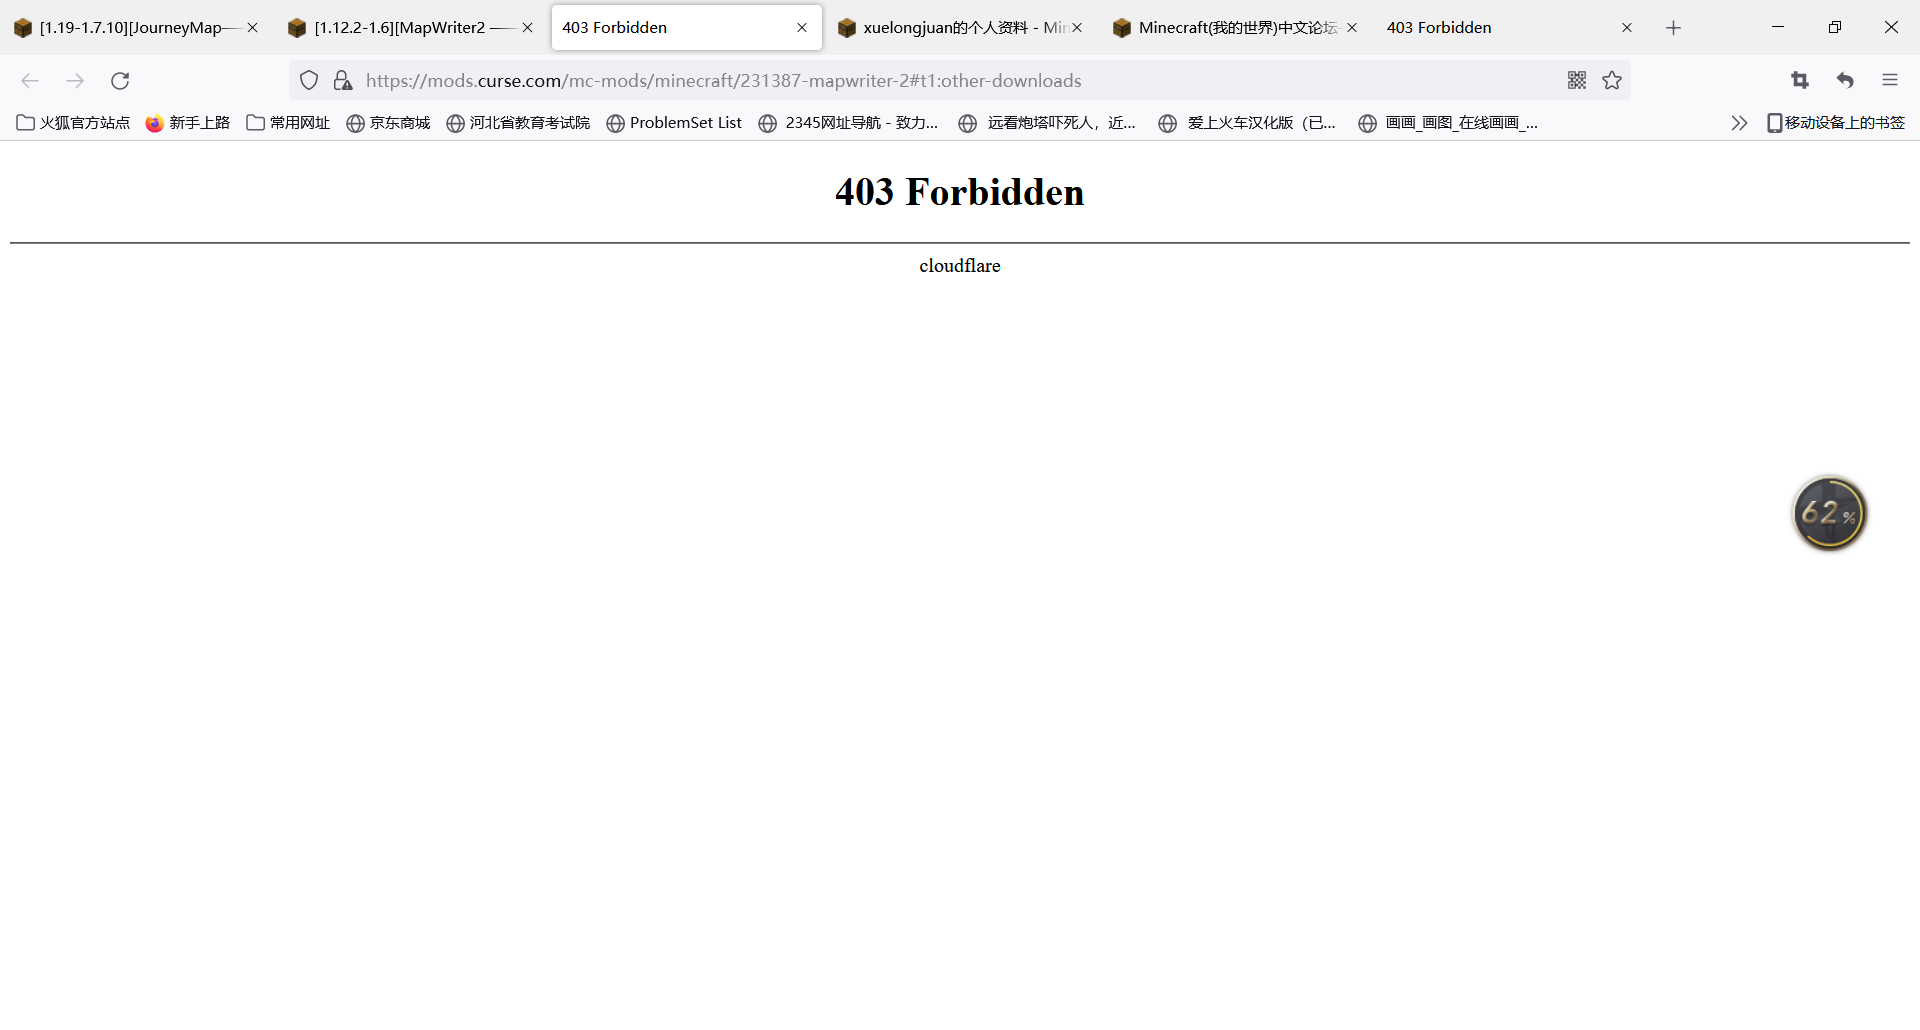 [1.19-1.7.10][JourneyMap—
[1.12.2-1.6][MapWriter2 ——
403 Forbidden
xuelongjuan的个人资料 - Min
Minecraft(我的世界)中文论坛-
403 Forbidden
https://mods.curse.com/mc-mods/minecraft/231387-mapwriter-2#t1:other-downloads
火狐官方站点
新手上路
常用网址
京东商城
河北省教育考试院
ProblemSet List
2345网址导航 - 致力...
远看炮塔吓死人，近...
爱上火车汉化版（已...
画画_画图_在线画画_...
移动设备上的书签
403 Forbidden
cloudflare
62%